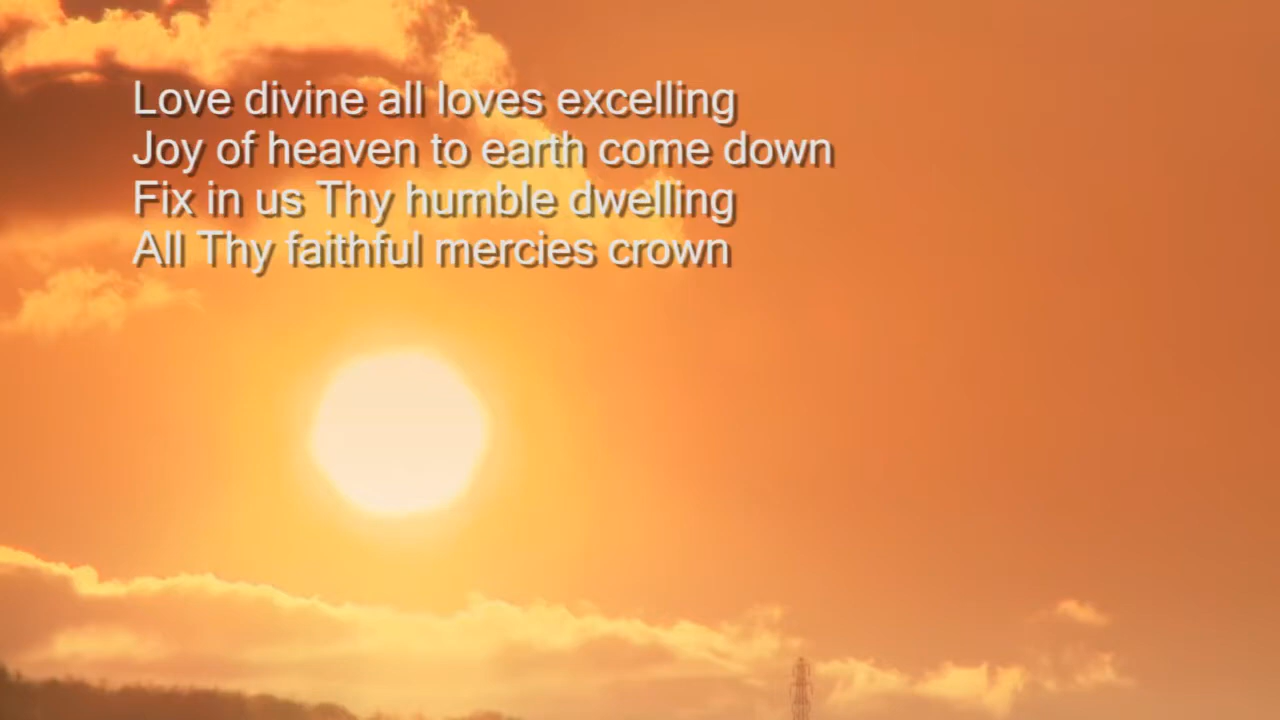 Love divine all loves excelling
Joy of heaven to earth come down
Fix in us Thy humble dwelling
All Thy faithful mercies crown